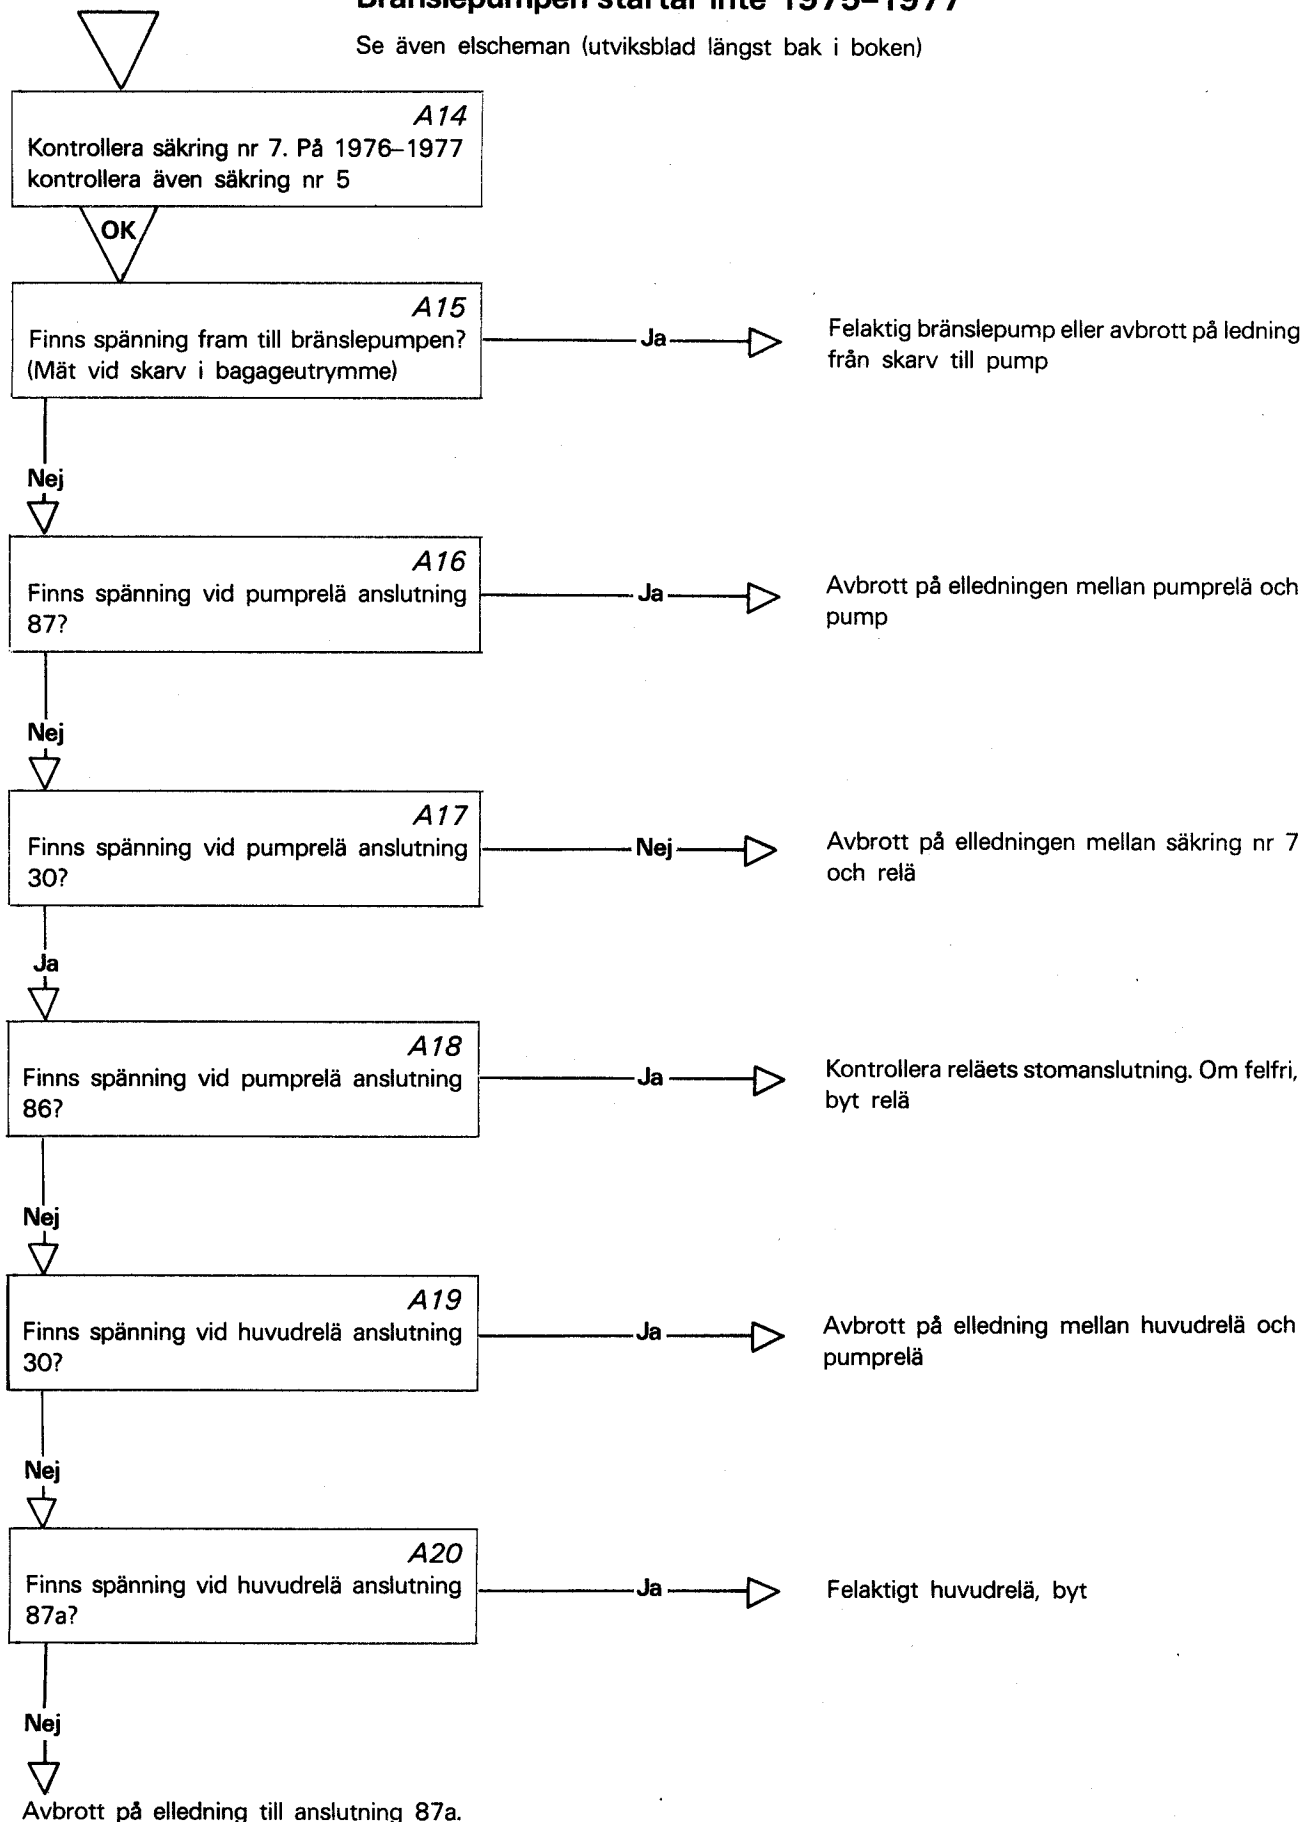 Bränslepumpen startar inte 1975–1977
Se även elscheman (utviksblad längst bak i boken)
A14
Kontrollera säkring nr 7. På 1976–1977
kontrollera även säkring nr 5
OK
A15
Finns spänning fram till bränslepumpen?
(Mät vid skarv i bagageutrymme)
Ja
Felaktig bränslepump eller avbrott på ledning
från skarv till pump
Nej
A16
Finns spänning vid pumprelä anslutning
87?
Ja
Avbrott på elledningen mellan pumprelä och
pump
Nej
A17
Finns spänning vid pumprelä anslutning
30?
Nej
Avbrott på elledningen mellan säkring nr 7
och relä
Ja
A18
Finns spänning vid pumprelä anslutning
86?
Ja
Kontrollera reläets stomanslutning. Om felfri,
byt relä
Nej
A19
Finns spänning vid huvudrelä anslutning
30?
Ja
Avbrott på elledning mellan huvudrelä och
pumprelä
Nej
A20
Finns spänning vid huvudrelä anslutning
87a?
Ja
Felaktigt huvudrelä, byt
Nej
Avbrott på elledning till anslutning 87a.